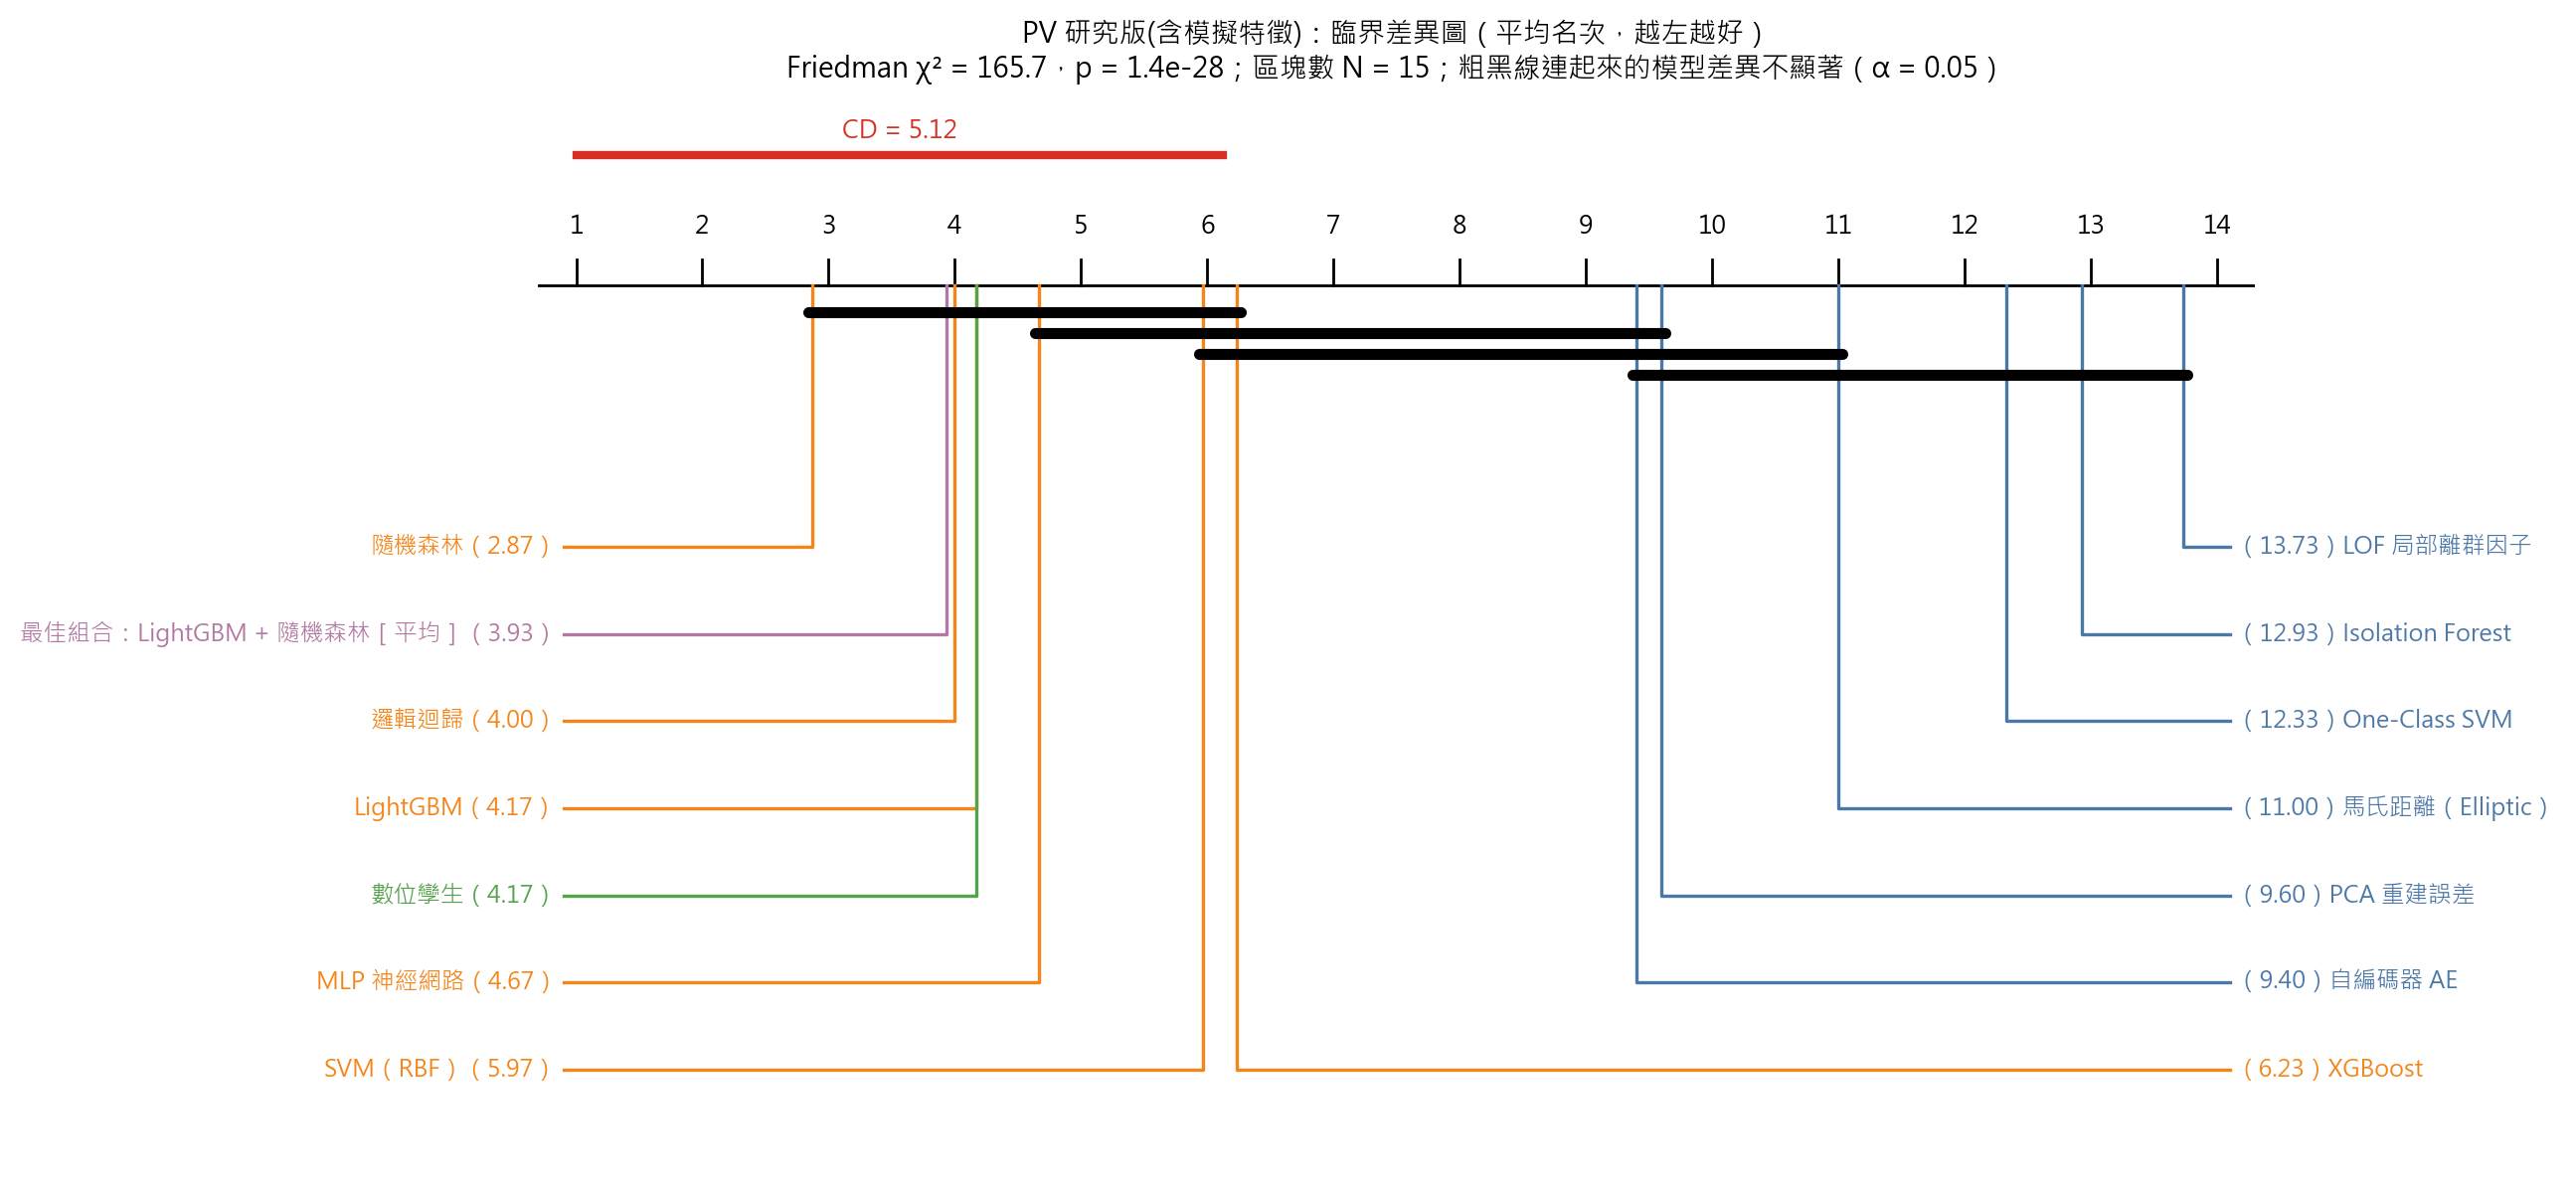 PV 研究版(含模擬特徵)：臨界差異圖（平均名次，越左越好）
Friedman χ² = 165.7，p = 1.4e-28；區塊數 N = 15；粗黑線連起來的模型差異不顯著（α = 0.05）
CD = 5.12
1 2 3 4 5 6 7 8 9 10 11 12 13 14
隨機森林（2.87）
（13.73）LOF 局部離群因子
最佳組合：LightGBM + 隨機森林［平均］（3.93）
（12.93）Isolation Forest
邏輯迴歸（4.00）
（12.33）One-Class SVM
LightGBM（4.17）
（11.00）馬氏距離（Elliptic）
數位孿生（4.17）
（9.60）PCA 重建誤差
MLP 神經網路（4.67）
（9.40）自編碼器 AE
SVM（RBF）（5.97）
（6.23）XGBoost